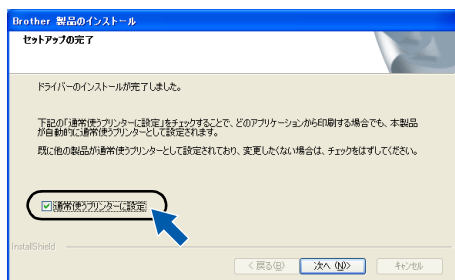 Brother 製品のインストール
セットアップの完了
ドライバーのインストールが完了しました。
下記の「通常使うプリンターに設定」をチェックすることで、どのアプリケーションから印刷する場合でも、本製品
が自動的に通常使うプリンターとして設定されます。
既に他の製品が通常使うプリンターとして設定されており、変更したくない場合は、チェックをはずしてください。
通常使うプリンターに設定
InstallShield
< 戻る(B)
次へ (N)>
キャンセル